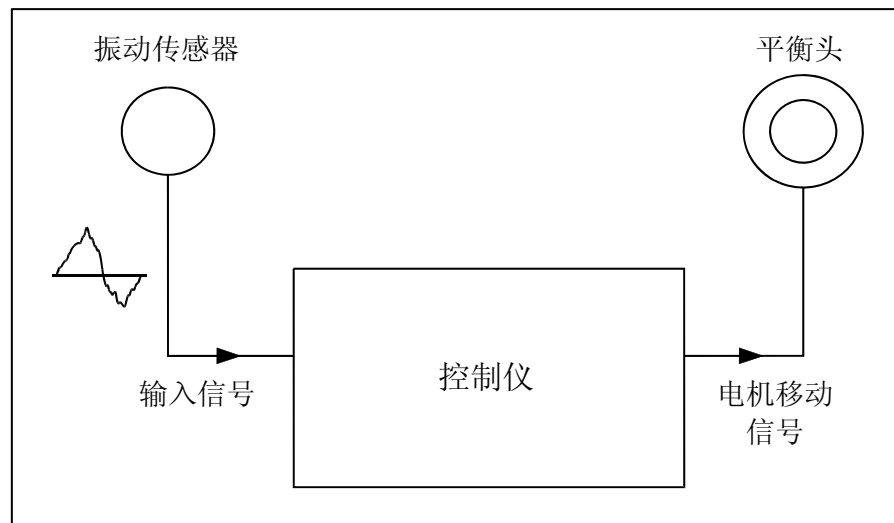 振动传感器
平衡头
控制仪
输入信号
电机移动
信号